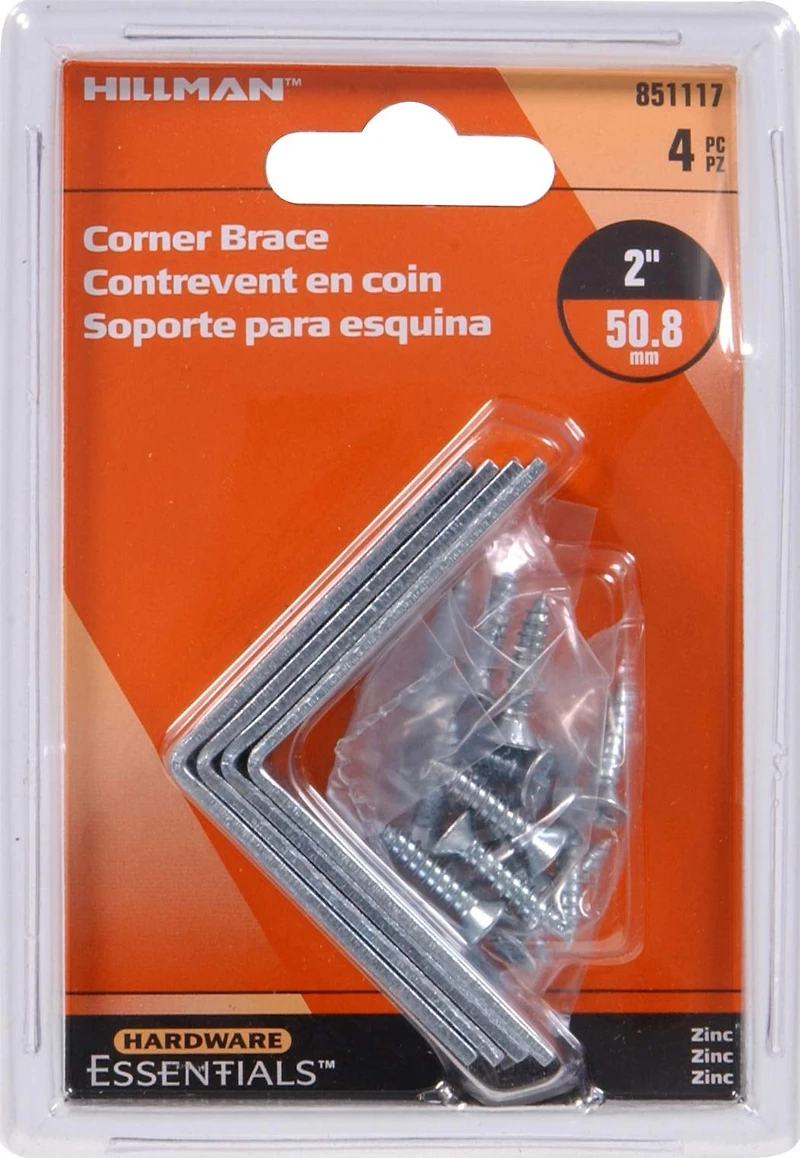 HILLMAN™
851117
4 PC
PZ
Corner Brace
Contrevent en coin
Soporte para esquina
2"
50.8
mm
HARDWARE
ESSENTIALS™
Zinc
Zinc
Zinc